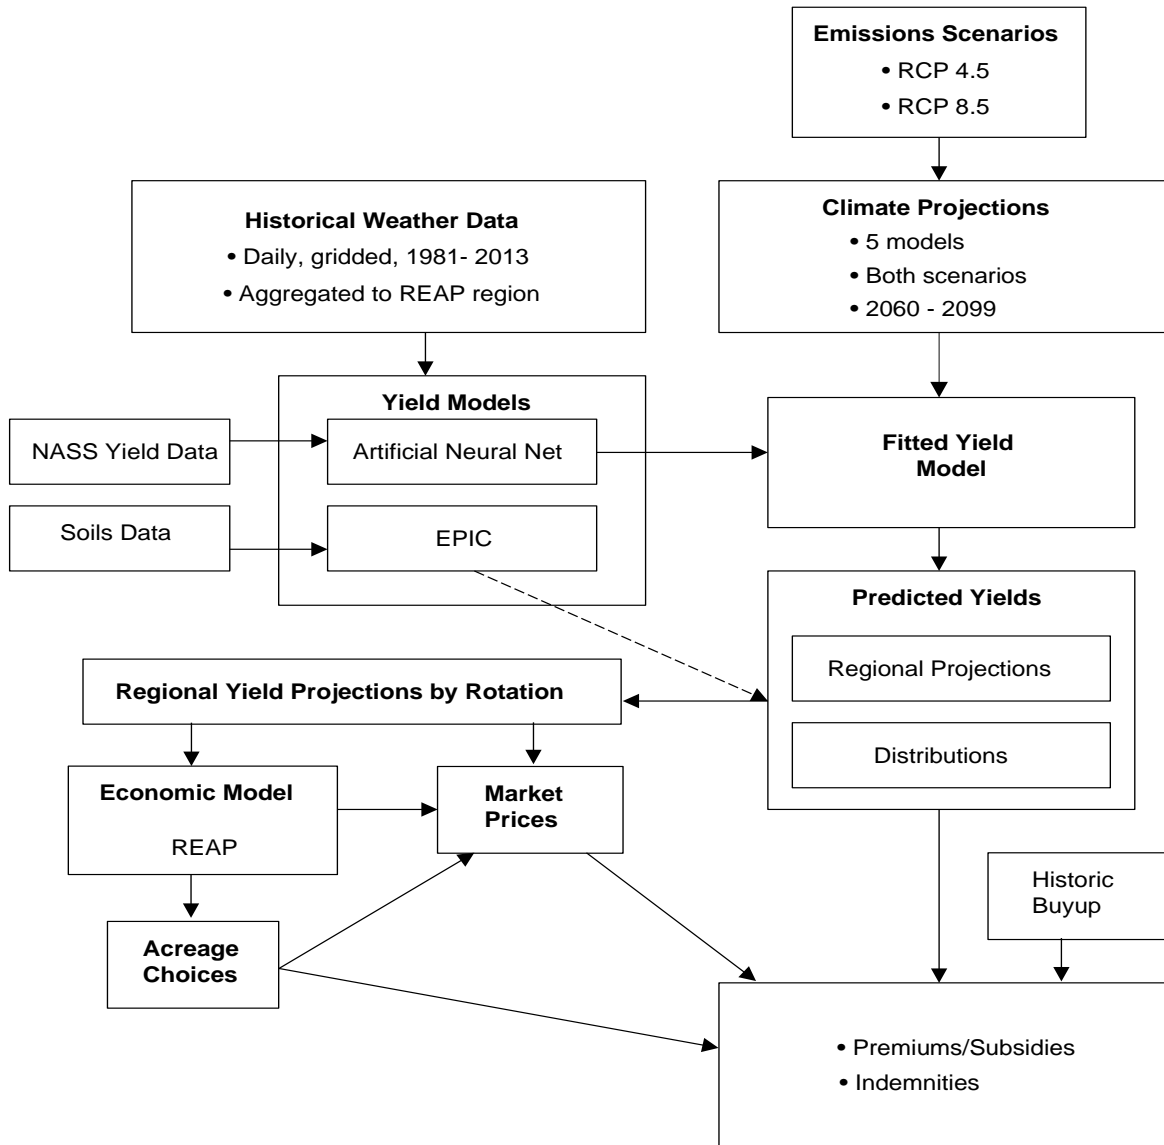 Emissions Scenarios
• RCP 4.5
• RCP 8.5
Historical Weather Data
• Daily, gridded, 1981- 2013
• Aggregated to REAP region
Climate Projections
• 5 models
• Both scenarios
• 2060 - 2099
Yield Models
NASS Yield Data
Artificial Neural Net
Fitted Yield
Model
Soils Data
EPIC
Predicted Yields
Regional Projections
Distributions
Regional Yield Projections by Rotation
Economic Model
REAP
Market
Prices
Historic
Buyup
Acreage
Choices
• Premiums/Subsidies
• Indemnities